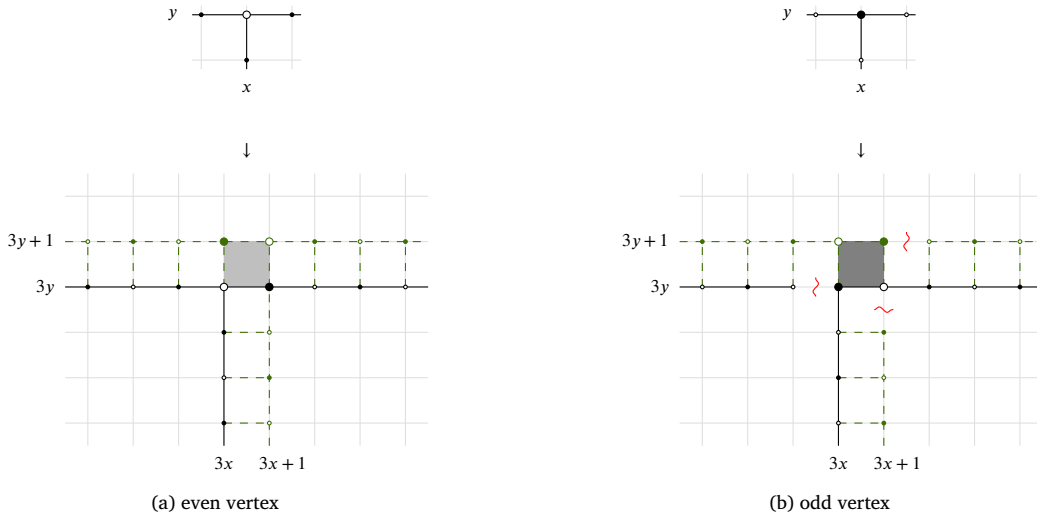 y
y
x
x
↓
↓
3y + 1
3y + 1
3y
3y
3x
3x + 1
3x
3x + 1
(a) even vertex
(b) odd vertex